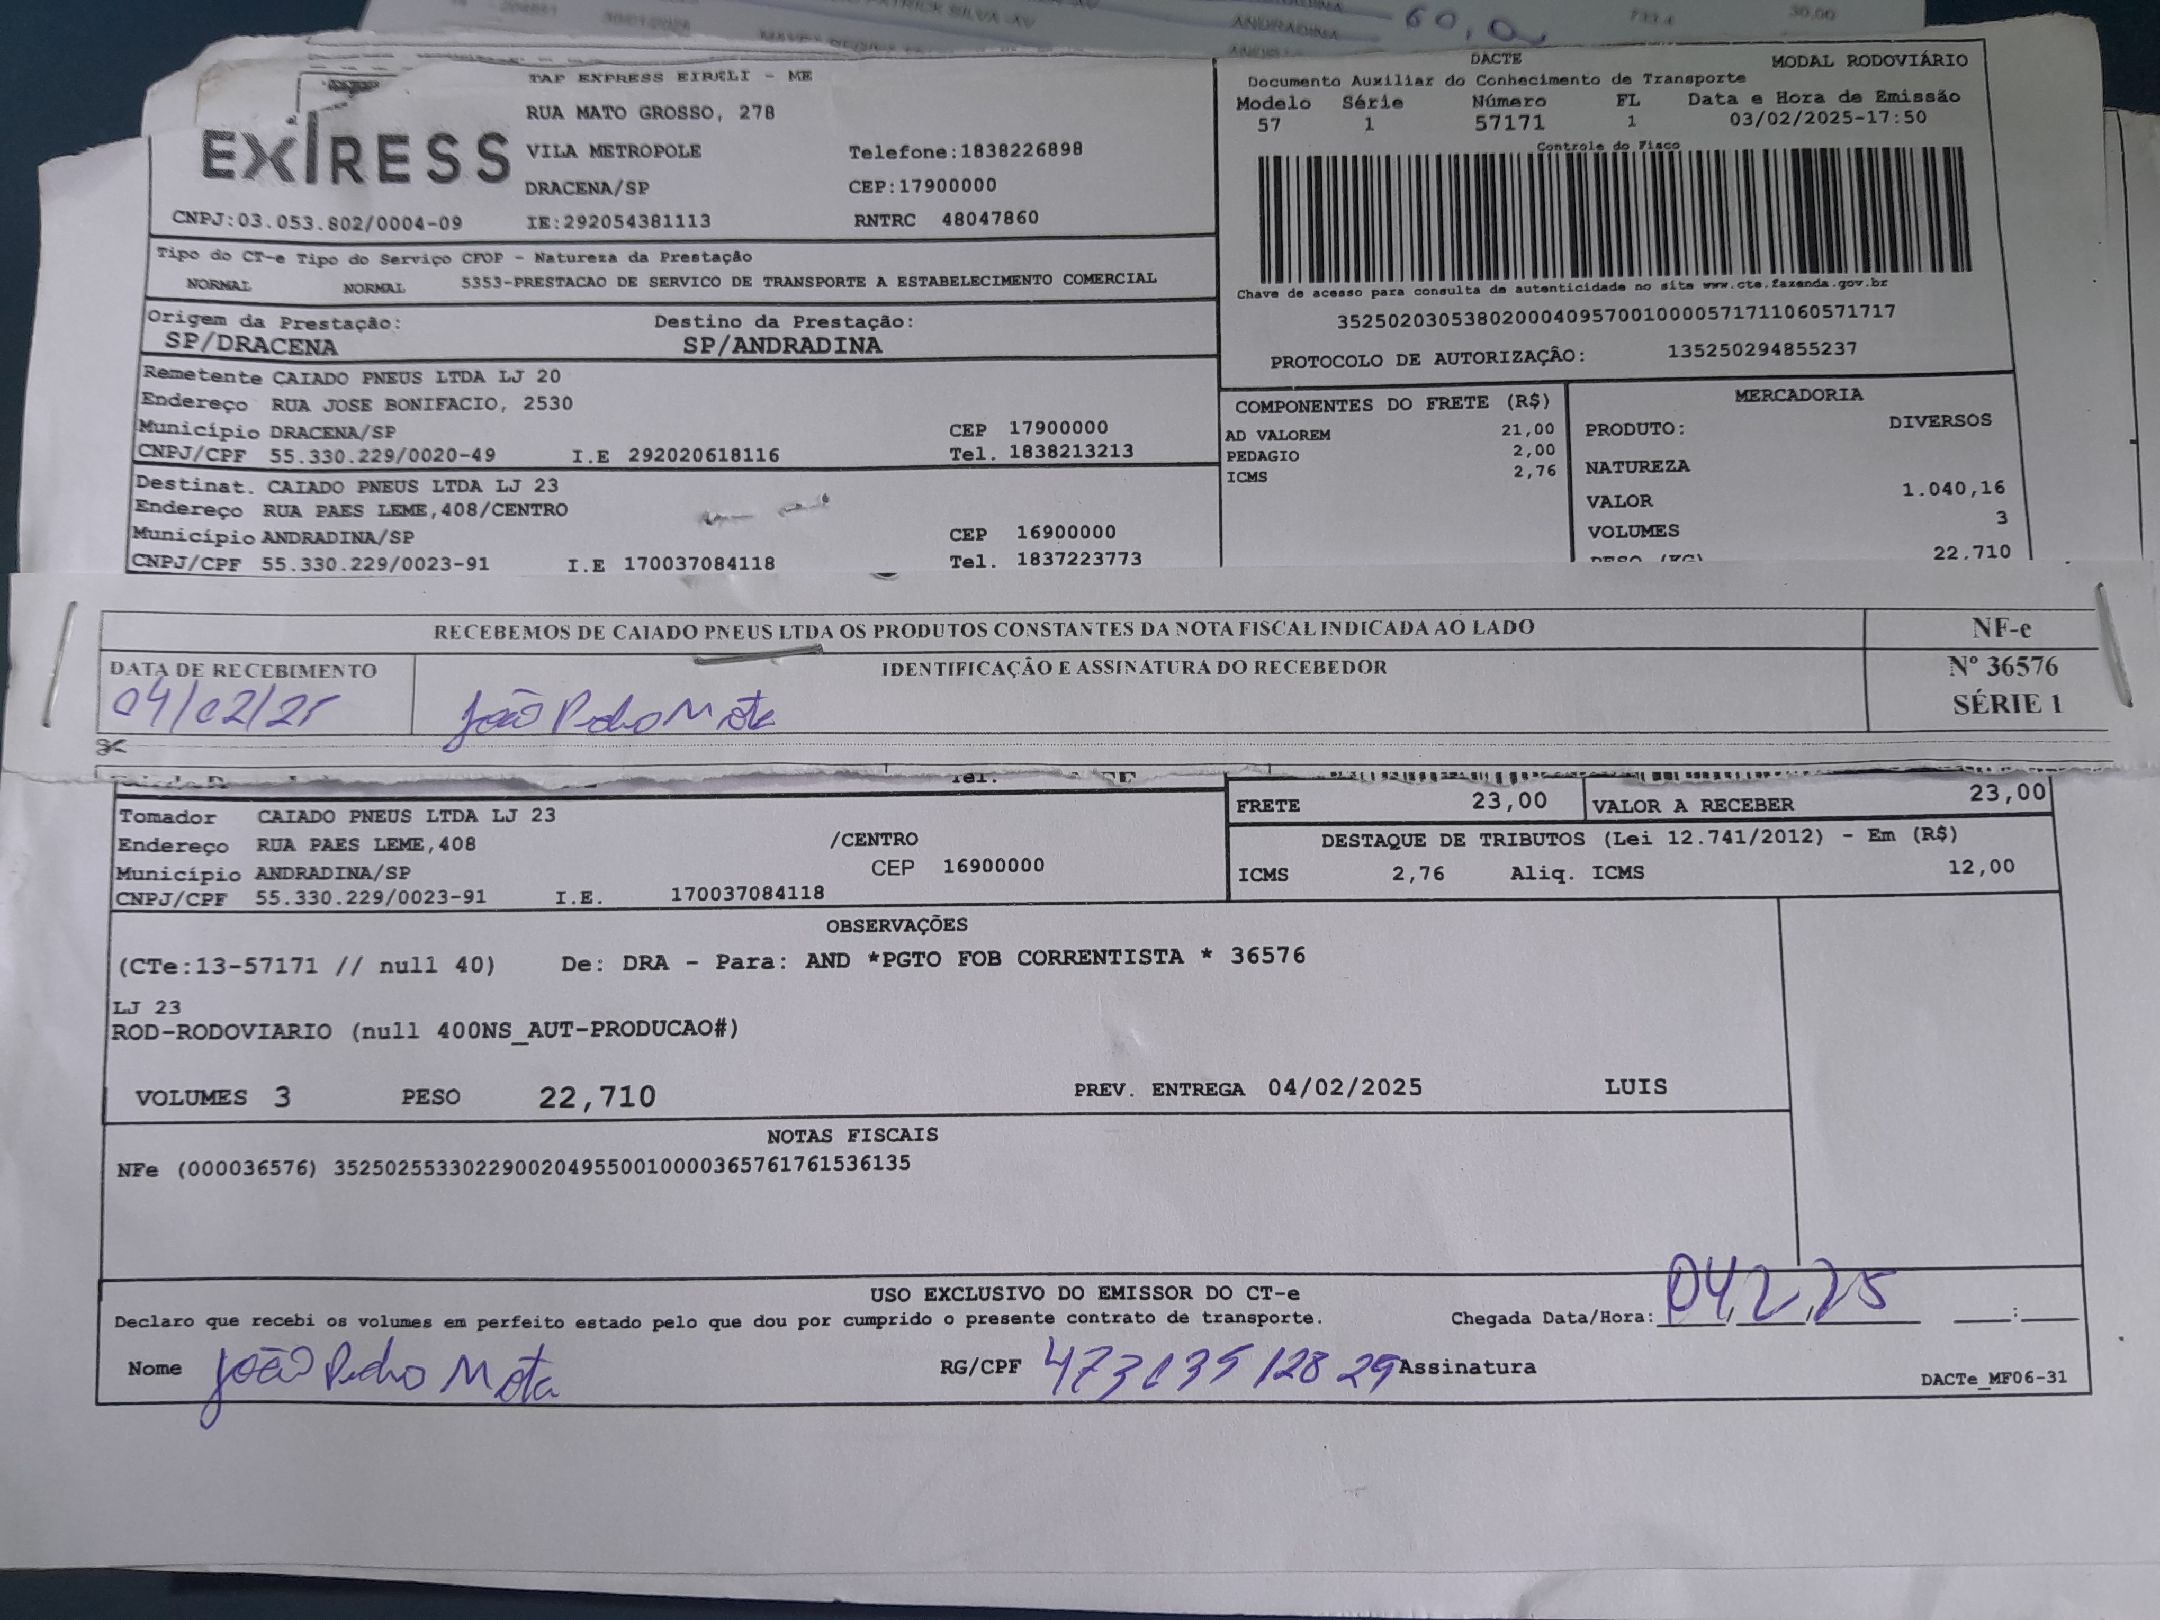 60,0
30,00
TAF EXPRESS EIRELI - ME
RUA MATO GROSSO, 278
VILA METROPOLE Telefone:1838226898
DRACENA/SP CEP:17900000
CNPJ:03.053.802/0004-09 IE:292054381113 RNTRC 48047860
DACTE MODAL RODOVIÁRIO
Documento Auxiliar do Conhecimento de Transporte
Modelo Série Número FL Data e Hora de Emissão
57 1 57171 1 03/02/2025-17:50
Controle do Fisco
Chave de acesso para consulta de autenticidade no site www.cte.fazenda.gov.br
35250203053802000409570010000571711060571717
PROTOCOLO DE AUTORIZAÇÃO: 135250294855237
Tipo do CT-e Tipo do Serviço CFOP - Natureza da Prestação
NORMAL NORMAL 5353-PRESTACAO DE SERVICO DE TRANSPORTE A ESTABELECIMENTO COMERCIAL
Origem da Prestação: Destino da Prestação:
SP/DRACENA SP/ANDRADINA
Remetente CAIADO PNEUS LTDA LJ 20
Endereço RUA JOSE BONIFACIO, 2530
Município DRACENA/SP CEP 17900000
CNPJ/CPF 55.330.229/0020-49 I.E 292020618116 Tel. 1838213213
Destinat. CAIADO PNEUS LTDA LJ 23
Endereço RUA PAES LEME,408/CENTRO
Município ANDRADINA/SP CEP 16900000
CNPJ/CPF 55.330.229/0023-91 I.E 170037084118 Tel. 1837223773
COMPONENTES DO FRETE (R$)
AD VALOREM 21,00
PEDAGIO 2,00
ICMS 2,76
MERCADORIA
PRODUTO: DIVERSOS
NATUREZA
VALOR 1.040,16
VOLUMES 3
PESO (KG) 22,710
RECEBEMOS DE CAIADO PNEUS LTDA OS PRODUTOS CONSTANTES DA NOTA FISCAL INDICADA AO LADO
NF-e
Nº 36576
SÉRIE 1
DATA DE RECEBIMENTO IDENTIFICAÇÃO E ASSINATURA DO RECEBEDOR
04/02/25 João Pedro Mota
Tomador CAIADO PNEUS LTDA LJ 23
Endereço RUA PAES LEME,408 /CENTRO
Município ANDRADINA/SP CEP 16900000
CNPJ/CPF 55.330.229/0023-91 I.E. 170037084118
FRETE 23,00 VALOR A RECEBER 23,00
DESTAQUE DE TRIBUTOS (Lei 12.741/2012) - Em (R$)
ICMS 2,76 Aliq. ICMS 12,00
OBSERVAÇÕES
(CTe:13-57171 // null 40) De: DRA - Para: AND *PGTO FOB CORRENTISTA * 36576
LJ 23
ROD-RODOVIARIO (null 400NS_AUT-PRODUCAO#)
VOLUMES 3 PESO 22,710 PREV. ENTREGA 04/02/2025 LUIS
NOTAS FISCAIS
NFe (000036576) 35250255330229002049550010000365761761536135
USO EXCLUSIVO DO EMISSOR DO CT-e
Declaro que recebi os volumes em perfeito estado pelo que dou por cumprido o presente contrato de transporte. Chegada Data/Hora: 04,2,25 __:__
Nome João Pedro Mota RG/CPF Assinatura
DACTe_MF06-31